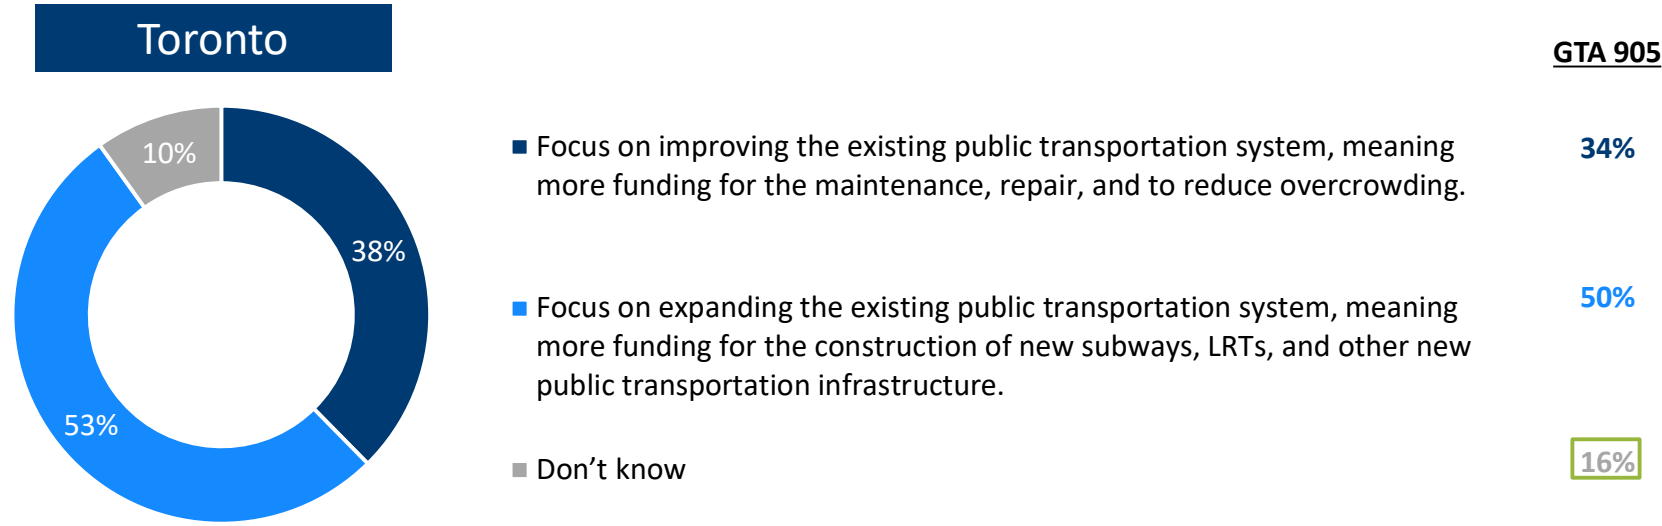 Toronto
GTA 905
10%
38%
53%
Focus on improving the existing public transportation system, meaning
more funding for the maintenance, repair, and to reduce overcrowding.
34%
Focus on expanding the existing public transportation system, meaning
more funding for the construction of new subways, LRTs, and other new
public transportation infrastructure.
50%
Don’t know
16%